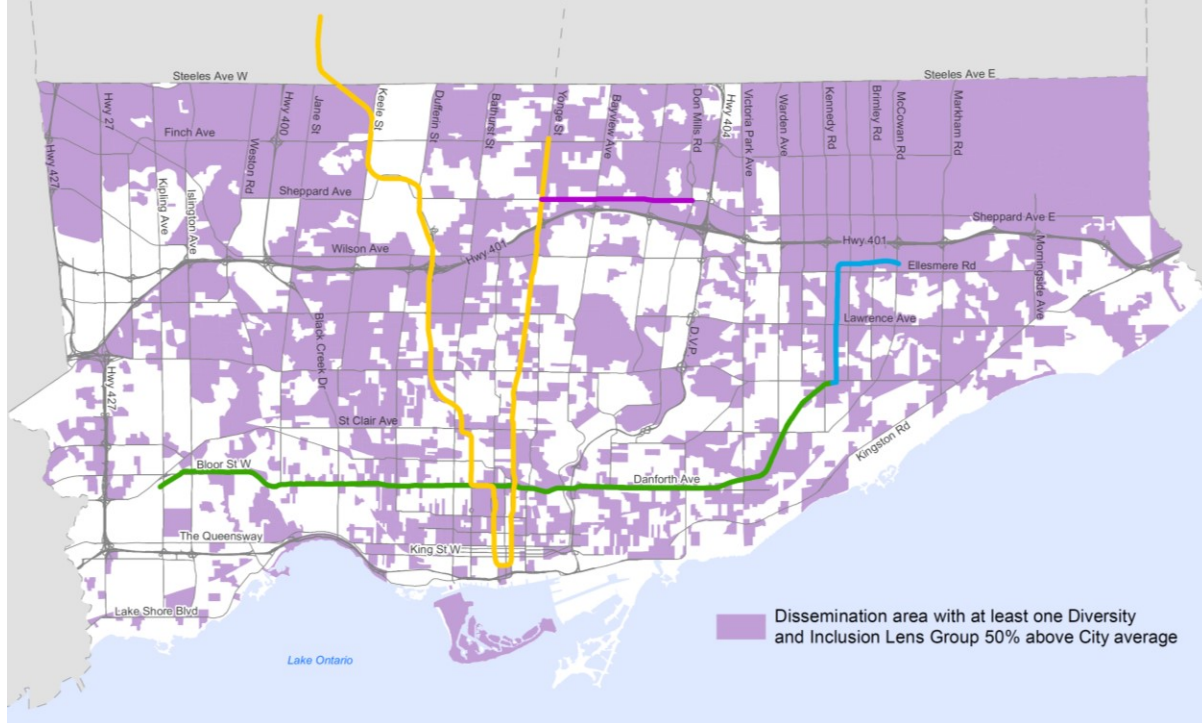 Steeles Ave W
Steeles Ave E
Hwy 27
Hwy 400
Jane St
Keele St
Dufferin St
Bathurst St
Yonge St
Bayview Ave
Don Mills Rd
Hwy 404
Victoria Park Ave
Warden Ave
Kennedy Rd
Brimley Rd
McCowan Rd
Markham Rd
Finch Ave
Weston Rd
Hwy 427
Kipling Ave
Islington Ave
Sheppard Ave
Sheppard Ave E
Wilson Ave
Hwy 401
Hwy 401
Morningside Ave
Ellesmere Rd
Black Creek Dr
D.V.P.
Lawrence Ave
Hwy 427
St Clair Ave
Kingston Rd
Bloor St W
Danforth Ave
The Queensway
King St W
Lake Shore Blvd
Dissemination area with at least one Diversity
and Inclusion Lens Group 50% above City average
Lake Ontario